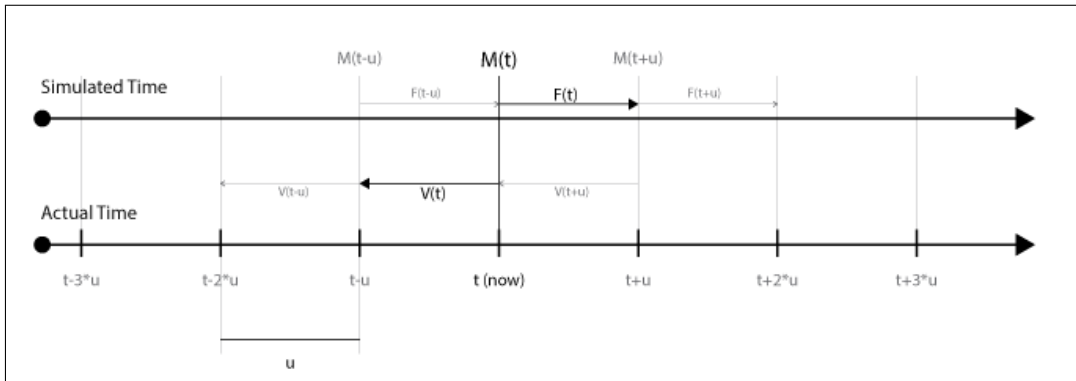 M(t-u) M(t) M(t+u)
Simulated Time
F(t-u) F(t) F(t+u)
V(t-u) V(t) V(t+u)
Actual Time
t-3*u t-2*u t-u t (now) t+u t+2*u t+3*u
u